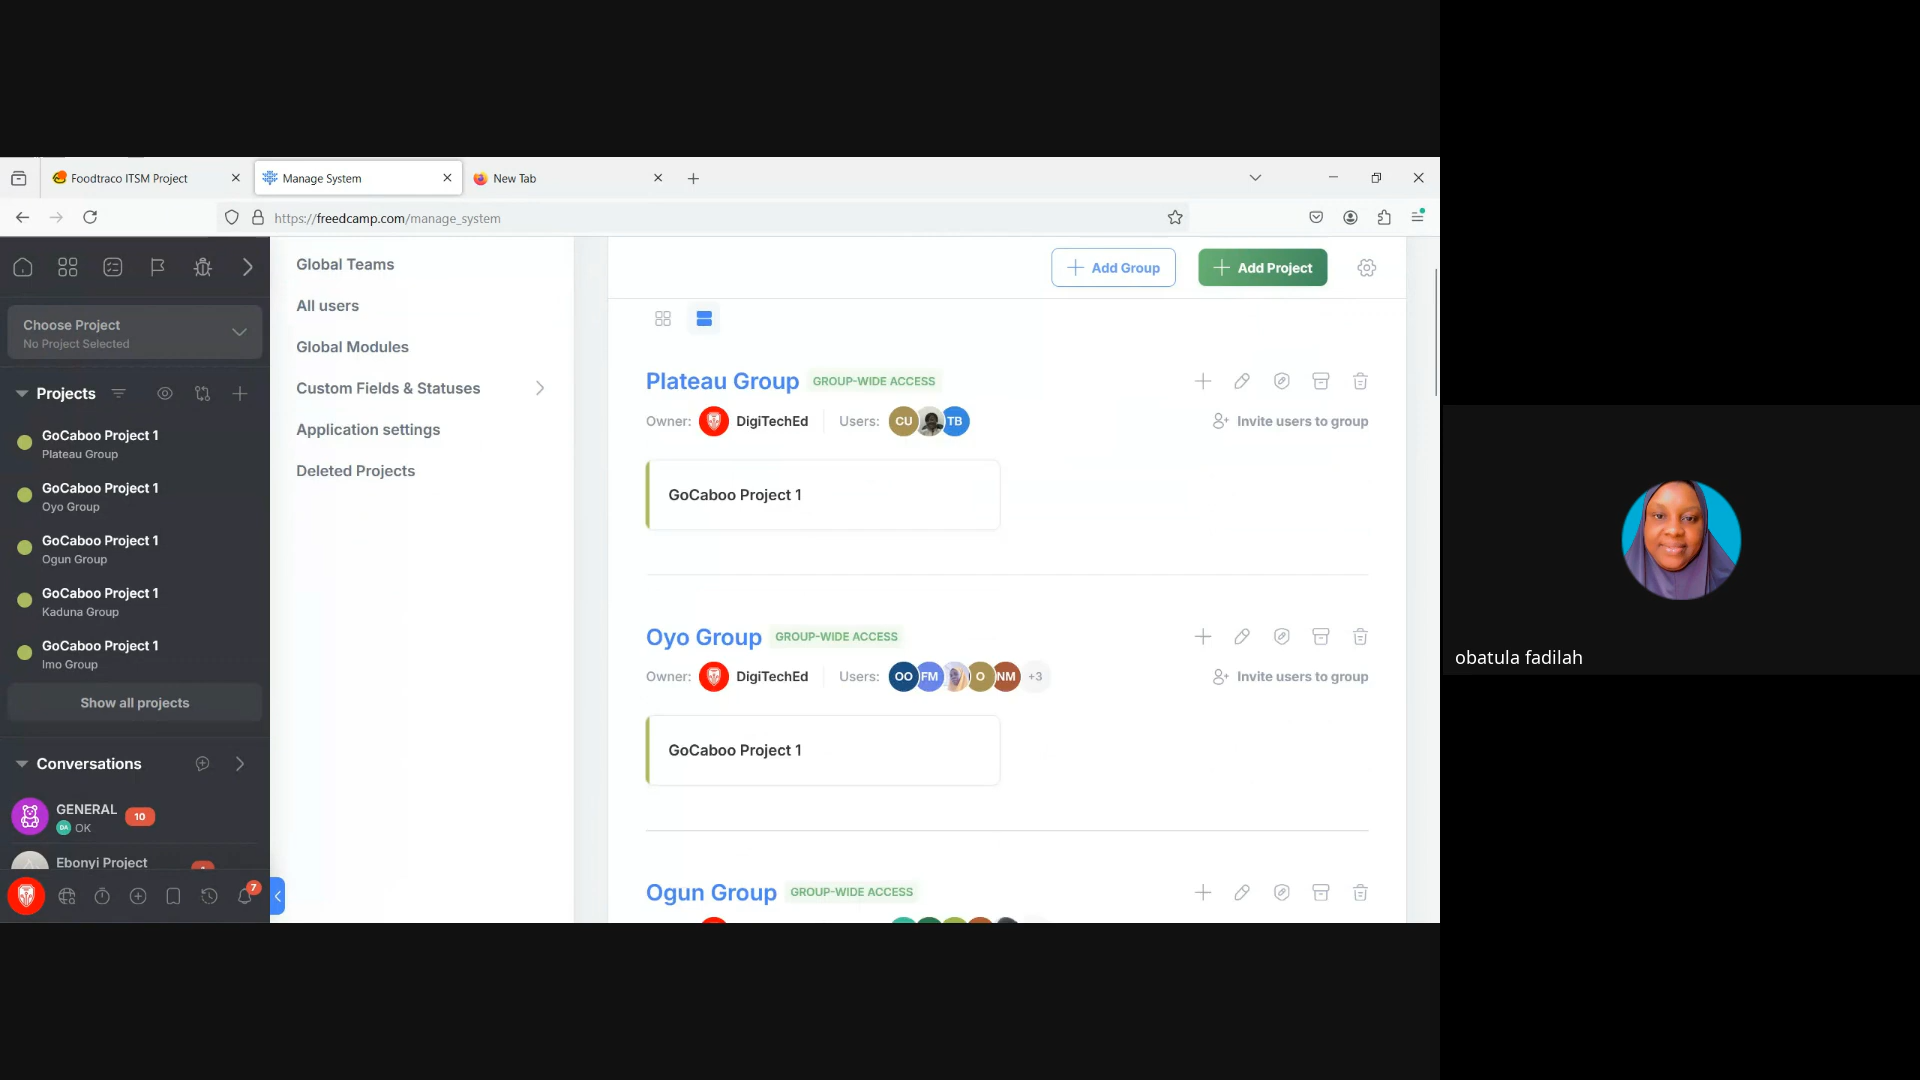 Foodtraco ITSM Project
Manage System
New Tab
https://freedcamp.com/manage_system
Choose Project
No Project Selected
Projects
GoCaboo Project 1
Plateau Group
GoCaboo Project 1
Oyo Group
GoCaboo Project 1
Ogun Group
GoCaboo Project 1
Kaduna Group
GoCaboo Project 1
Imo Group
Show all projects
Conversations
GENERAL 10
DA OK
Ebonyi Project
7
Global Teams
All users
Global Modules
Custom Fields & Statuses
Application settings
Deleted Projects
Add Group
Add Project
Plateau Group GROUP-WIDE ACCESS
Owner: DigiTechEd Users: CU TB Invite users to group
GoCaboo Project 1
Oyo Group GROUP-WIDE ACCESS
Owner: DigiTechEd Users: OO FM O NM +3 Invite users to group
GoCaboo Project 1
Ogun Group GROUP-WIDE ACCESS
obatula fadilah